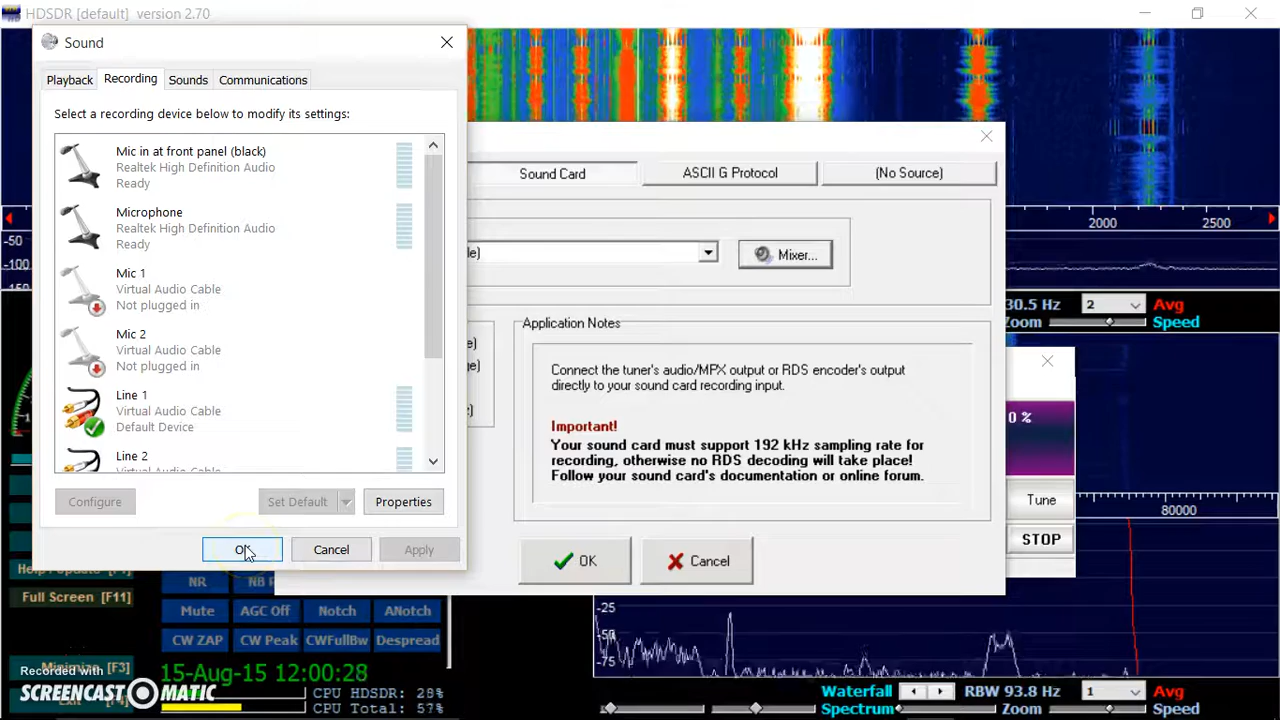 HDSDR [default] version 2.70
Sound
Playback
Recording
Sounds
Communications
Select a recording device below to modify its settings:
Mic in at front panel (black)
Realtek High Definition Audio
Ready
Microphone
Realtek High Definition Audio
Ready
Mic 1
Virtual Audio Cable
Not plugged in
Mic 2
Virtual Audio Cable
Not plugged in
Line 1
Virtual Audio Cable
Default Device
Line 2
Virtual Audio Cable
Configure
Set Default
Properties
OK
Cancel
Apply
Sound Card
ASCII G Protocol
(No Source)
Mixer...
Application Notes
Connect the tuner's audio/MPX output or RDS encoder's output
directly to your sound card recording input.
Important!
Your sound card must support 192 kHz sampling rate for
recording, otherwise no RDS decoding will take place!
Follow your sound card's documentation or online forum.
OK
Cancel
-50
-100
2000
2500
30.5 Hz
2
Avg
Zoom
Speed
0 %
Tune
STOP
80000
Full Screen [F11]
NR
Mute
AGC Off
Notch
ANotch
CW ZAP
CW Peak
CWFullBw
Despread
-25
-50
-75
Minimize [F3]
Recorded with
SCREENCAST-O-MATIC
15-Aug-15 12:00:28
CPU HDSDR: 28%
CPU Total: 57%
Waterfall
RBW 93.8 Hz
1
Avg
Spectrum
Zoom
Speed